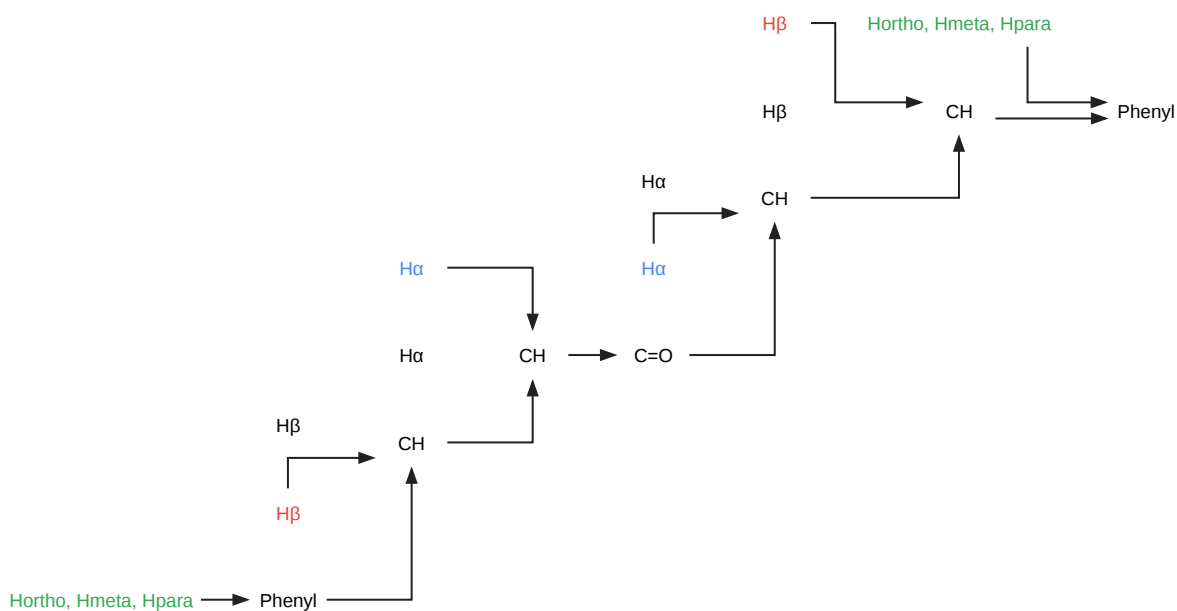 Hβ
Hortho, Hmeta, Hpara
Hβ
CH
Phenyl
Hα
CH
Hα
Hα
Hα
CH
C=O
Hβ
CH
Hβ
Hortho, Hmeta, Hpara
Phenyl